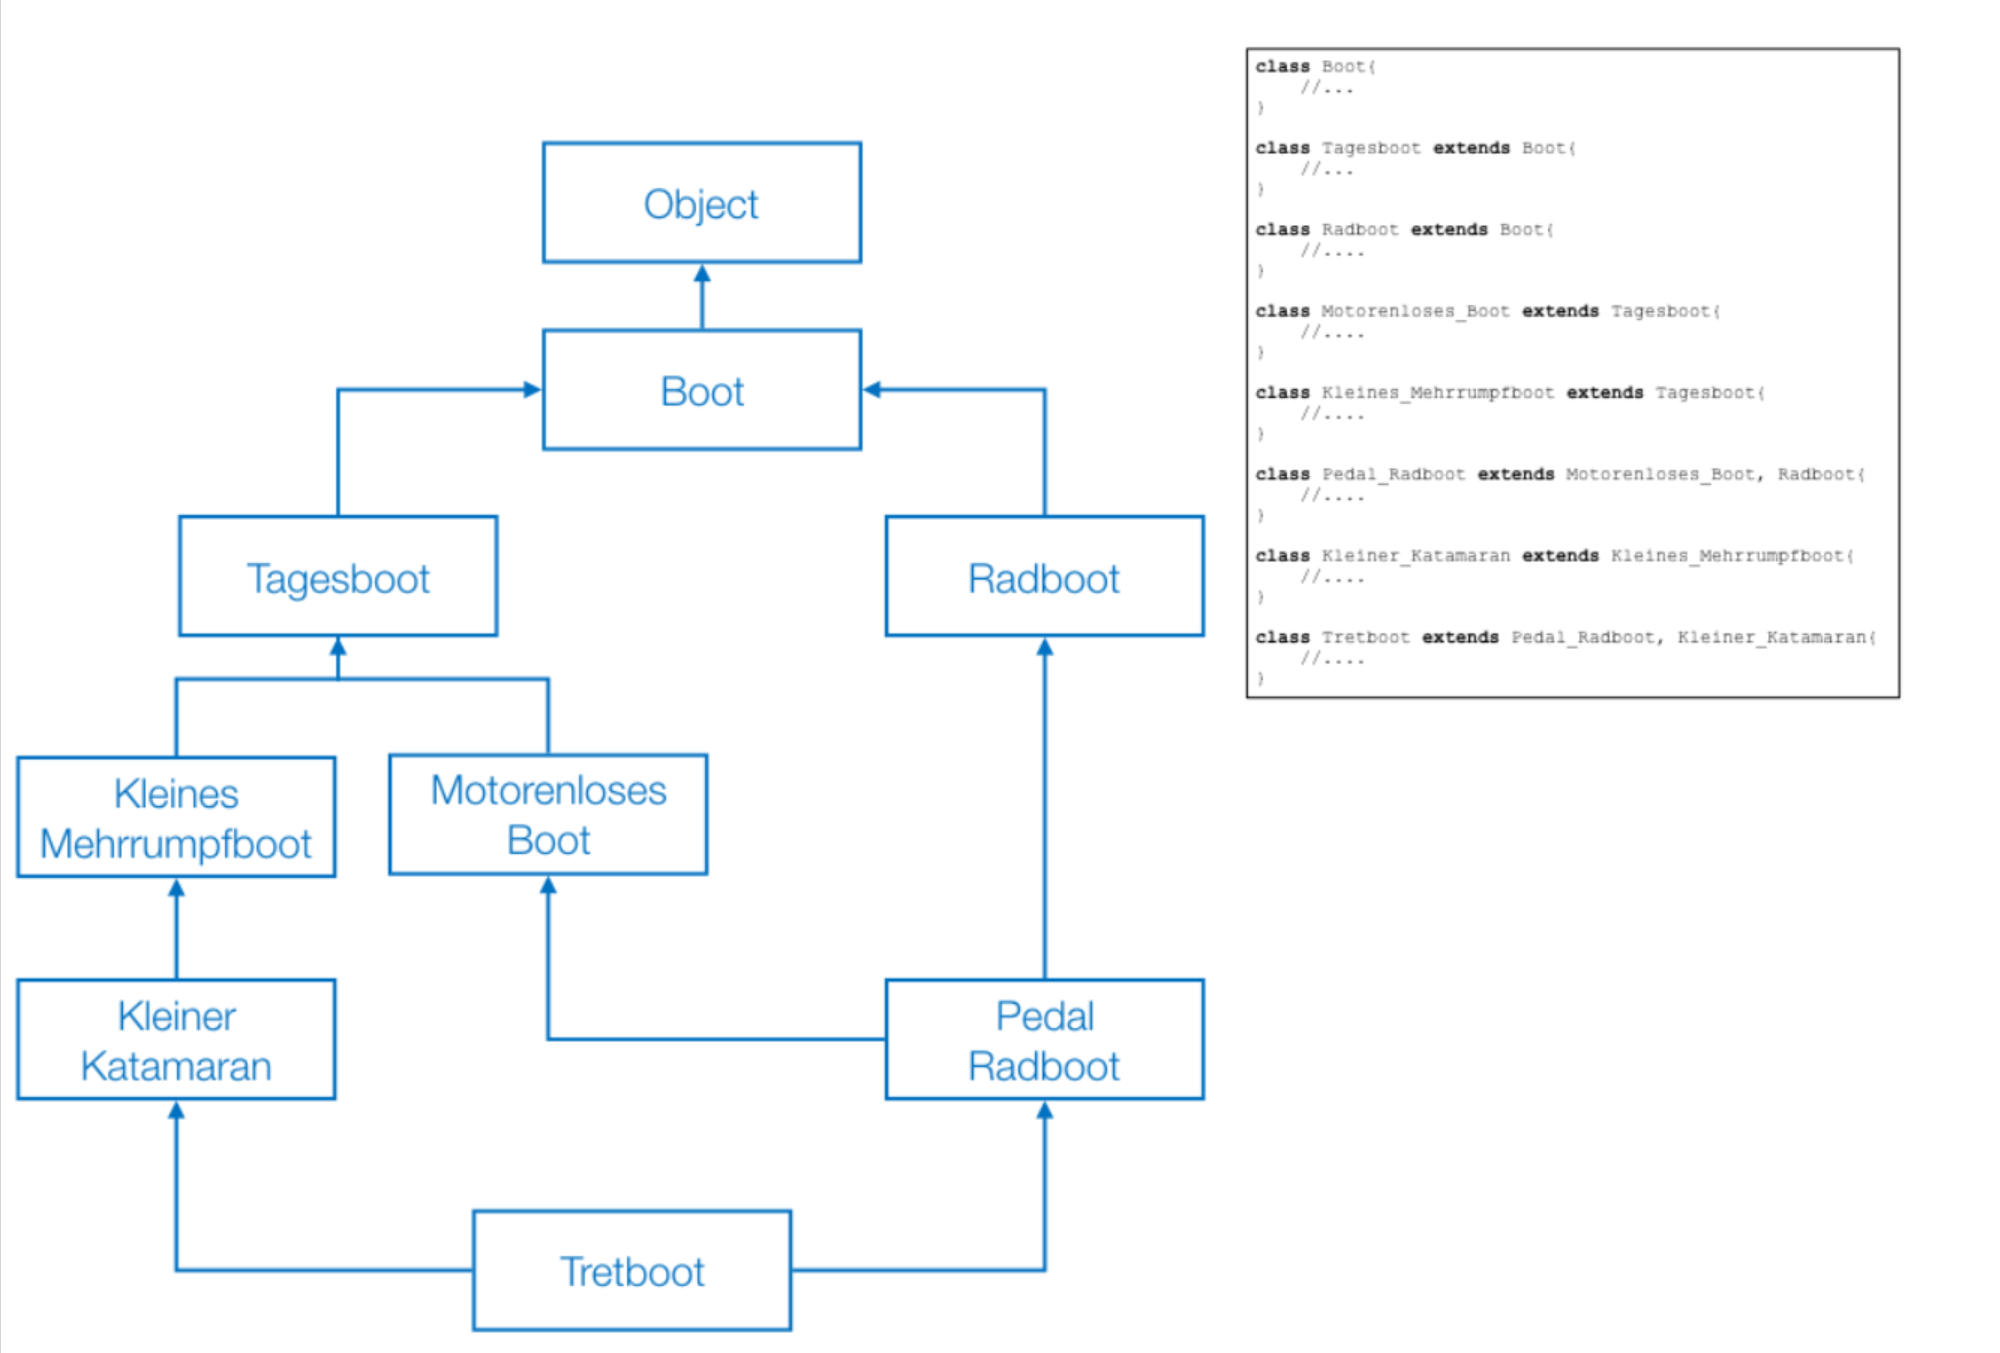 Object
Boot
Tagesboot
Radboot
Kleines
Mehrrumpfboot
Motorenloses
Boot
Kleiner
Katamaran
Pedal
Radboot
Tretboot
class Boot{
//...
}
class Tagesboot extends Boot{
//...
}
class Radboot extends Boot{
//....
}
class Motorenloses_Boot extends Tagesboot{
//....
}
class Kleines_Mehrrumpfboot extends Tagesboot{
//....
}
class Pedal_Radboot extends Motorenloses_Boot, Radboot{
//....
}
class Kleiner_Katamaran extends Kleines_Mehrrumpfboot{
//....
}
class Tretboot extends Pedal_Radboot, Kleiner_Katamaran{
//....
}